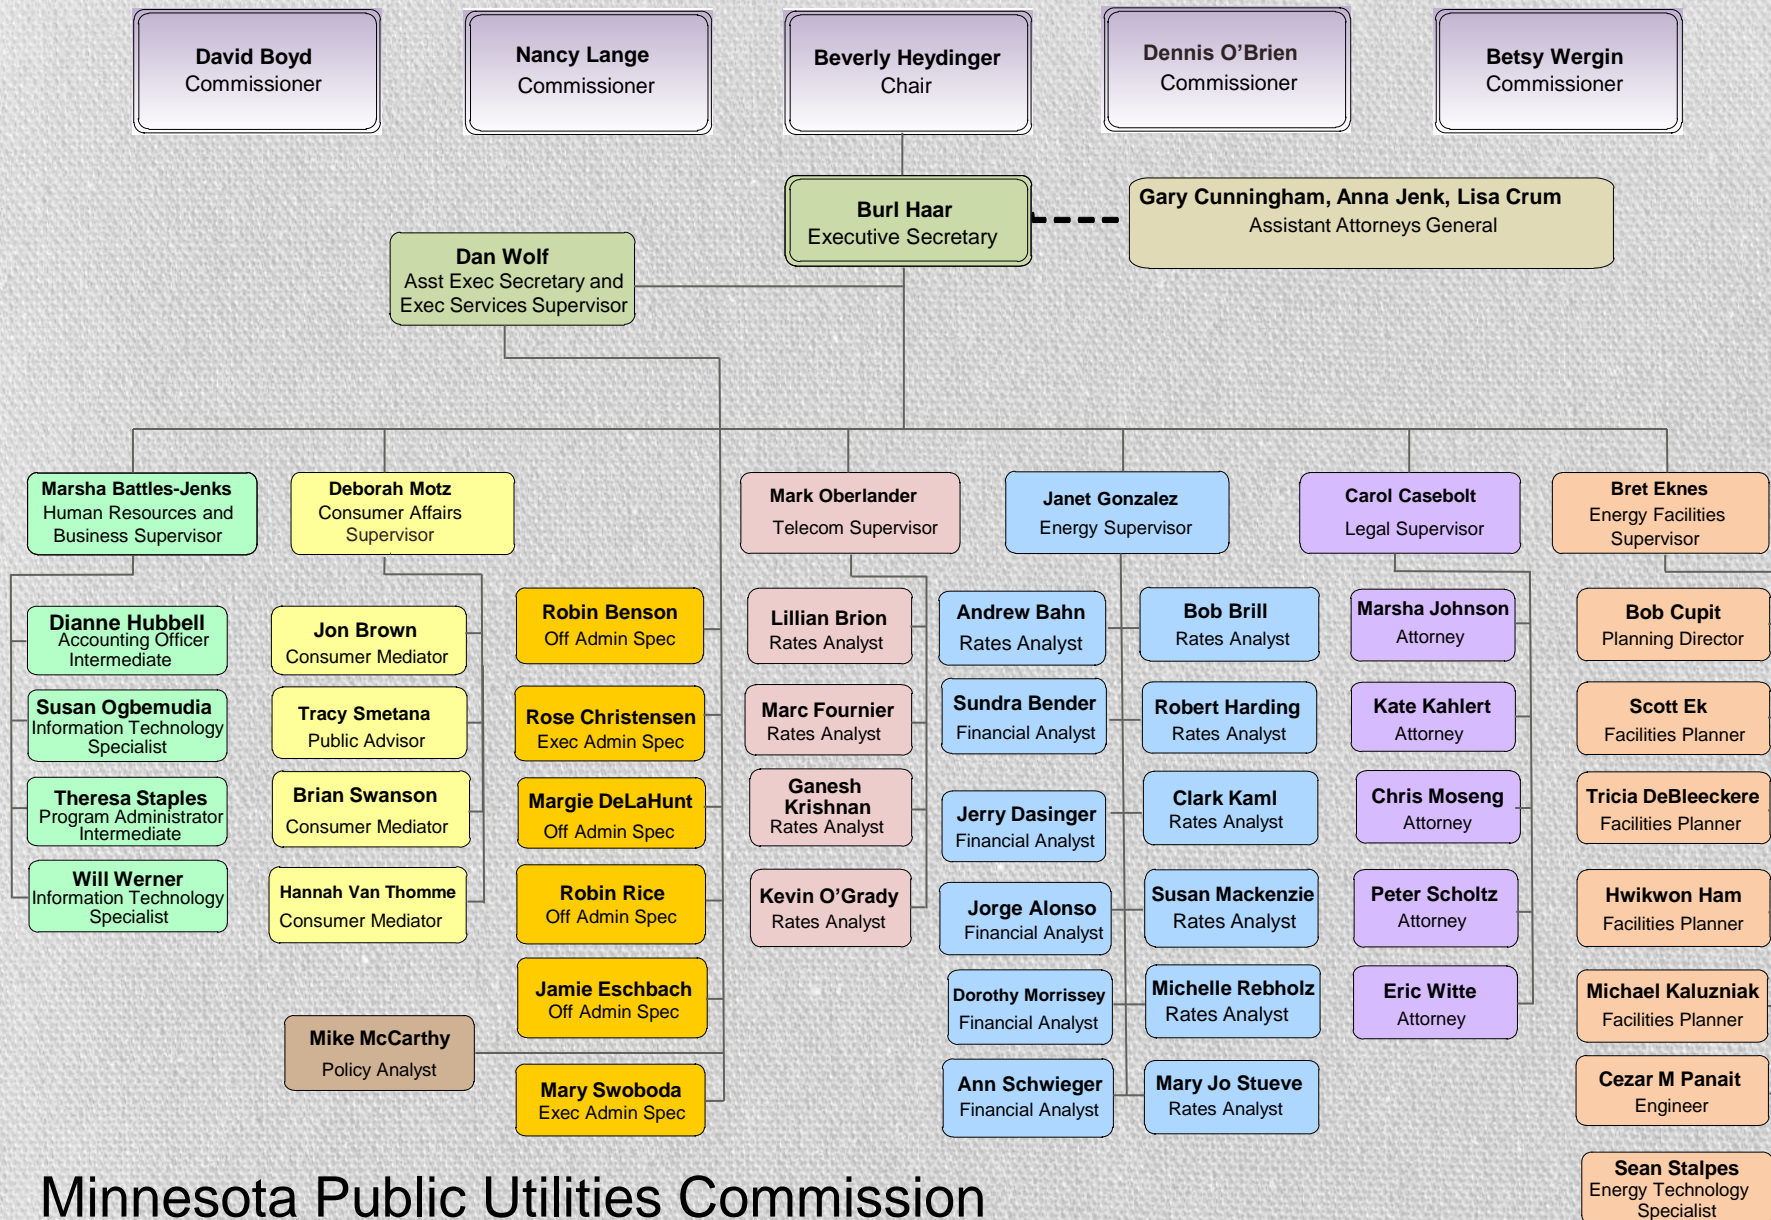 David Boyd
Commissioner
Nancy Lange
Commissioner
Beverly Heydinger
Chair
Dennis O'Brien
Commissioner
Betsy Wergin
Commissioner
Burl Haar
Executive Secretary
Gary Cunningham, Anna Jenk, Lisa Crum
Assistant Attorneys General
Dan Wolf
Asst Exec Secretary and
Exec Services Supervisor
Marsha Battles-Jenks
Human Resources and
Business Supervisor
Deborah Motz
Consumer Affairs
Supervisor
Mark Oberlander
Telecom Supervisor
Janet Gonzalez
Energy Supervisor
Carol Casebolt
Legal Supervisor
Bret Eknes
Energy Facilities
Supervisor
Dianne Hubbell
Accounting Officer
Intermediate
Susan Ogbemudia
Information Technology
Specialist
Theresa Staples
Program Administrator
Intermediate
Will Werner
Information Technology
Specialist
Jon Brown
Consumer Mediator
Tracy Smetana
Public Advisor
Brian Swanson
Consumer Mediator
Hannah Van Thomme
Consumer Mediator
Robin Benson
Off Admin Spec
Rose Christensen
Exec Admin Spec
Margie DeLaHunt
Off Admin Spec
Robin Rice
Off Admin Spec
Jamie Eschbach
Off Admin Spec
Mike McCarthy
Policy Analyst
Mary Swoboda
Exec Admin Spec
Lillian Brion
Rates Analyst
Marc Fournier
Rates Analyst
Ganesh
Krishnan
Rates Analyst
Kevin O'Grady
Rates Analyst
Andrew Bahn
Rates Analyst
Sundra Bender
Financial Analyst
Jerry Dasinger
Financial Analyst
Jorge Alonso
Financial Analyst
Dorothy Morrissey
Financial Analyst
Ann Schwieger
Financial Analyst
Bob Brill
Rates Analyst
Robert Harding
Rates Analyst
Clark Kaml
Rates Analyst
Susan Mackenzie
Rates Analyst
Michelle Rebholz
Rates Analyst
Mary Jo Stueve
Rates Analyst
Marsha Johnson
Attorney
Kate Kahlert
Attorney
Chris Moseng
Attorney
Peter Scholtz
Attorney
Eric Witte
Attorney
Bob Cupit
Planning Director
Scott Ek
Facilities Planner
Tricia DeBleeckere
Facilities Planner
Hwikwon Ham
Facilities Planner
Michael Kaluzniak
Facilities Planner
Cezar M Panait
Engineer
Sean Stalpes
Energy Technology
Specialist
Minnesota Public Utilities Commission